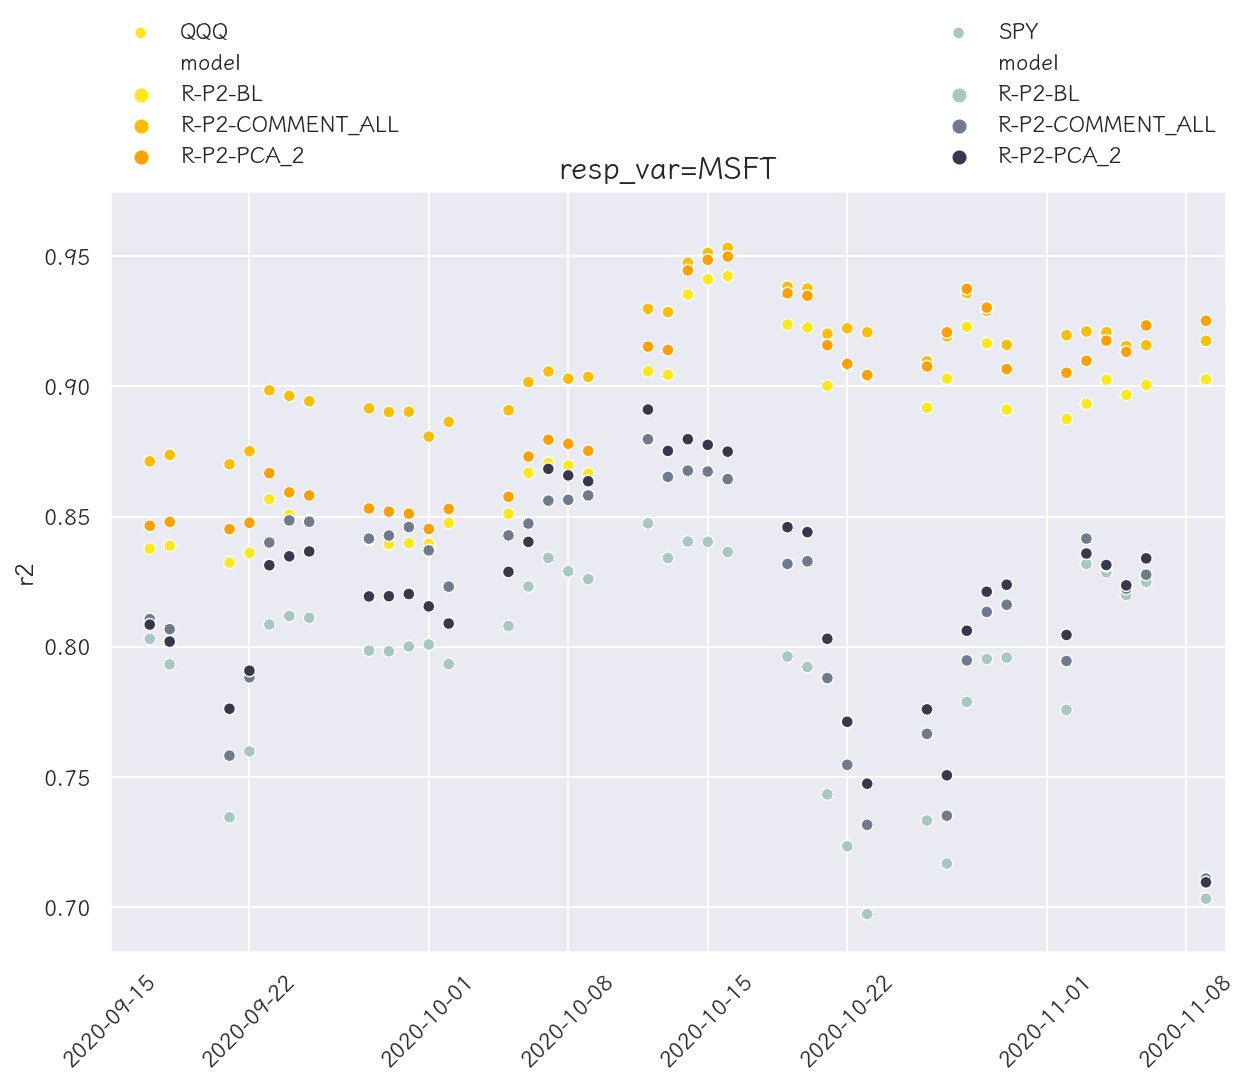 QQQ
model
R-P2-BL
R-P2-COMMENT_ALL
R-P2-PCA_2
SPY
model
R-P2-BL
R-P2-COMMENT_ALL
R-P2-PCA_2
resp_var=MSFT
0.95
0.90
0.85
0.80
0.75
0.70
r2
2020-09-15
2020-09-22
2020-10-01
2020-10-08
2020-10-15
2020-10-22
2020-11-01
2020-11-08